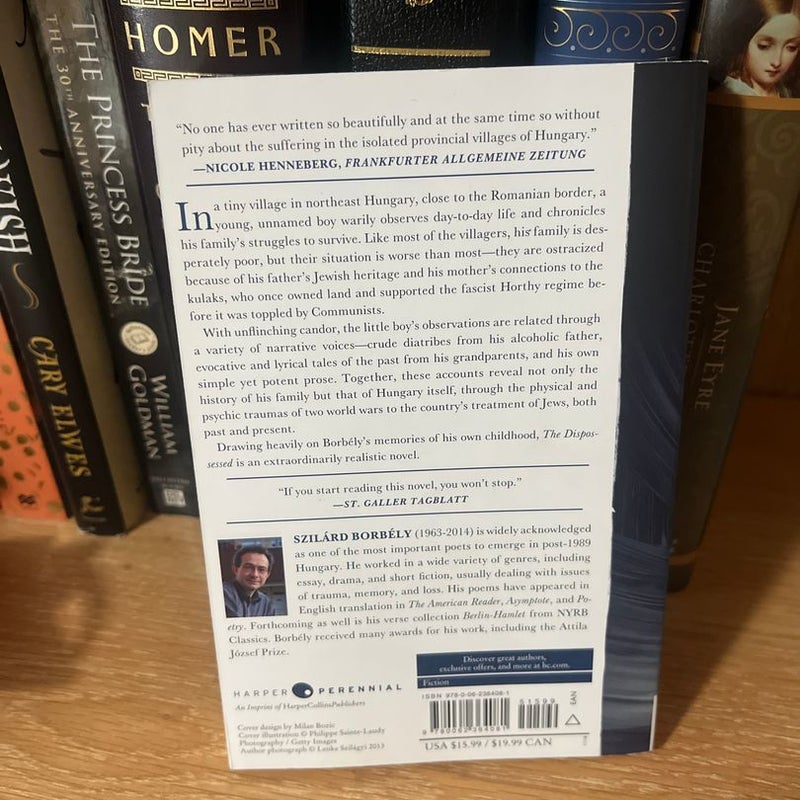 HOMER
THE PRINCESS BRIDE
THE 30TH ANNIVERSARY EDITION
WILLIAM GOLDMAN
CARY ELWES
JANE EYRE
"No one has ever written so beautifully and at the same time so without
pity about the suffering in the isolated provincial villages of Hungary."
—NICOLE HENNEBERG, FRANKFURTER ALLGEMEINE ZEITUNG
In a tiny village in northeast Hungary, close to the Romanian border, a
young, unnamed boy warily observes day-to-day life and chronicles
his family's struggles to survive. Like most of the villagers, his family is des-
perately poor, but their situation is worse than most—they are ostracized
because of his father's Jewish heritage and his mother's connections to the
kulaks, who once owned land and supported the fascist Horthy regime be-
fore it was toppled by Communists.
With unflinching candor, the little boy's observations are related through
a variety of narrative voices—crude diatribes from his alcoholic father,
evocative and lyrical tales of the past from his grandparents, and his own
simple yet potent prose. Together, these accounts reveal not only the
history of his family but that of Hungary itself, through the physical and
psychic traumas of two world wars to the country's treatment of Jews, both
past and present.
Drawing heavily on Borbély's memories of his own childhood, The Dispos-
sessed is an extraordinarily realistic novel.
"If you start reading this novel, you won't stop."
—ST. GALLER TAGBLATT
SZILÁRD BORBÉLY (1963-2014) is widely acknowledged
as one of the most important poets to emerge in post-1989
Hungary. He worked in a wide variety of genres, including
essay, drama, and short fiction, usually dealing with issues
of trauma, memory, and loss. His poems have appeared in
English translation in The American Reader, Asymptote, and Po-
etry. Forthcoming as well is his verse collection Berlin-Hamlet from NYRB
Classics. Borbély received many awards for his work, including the Attila
József Prize.
HARPER PERENNIAL
An Imprint of HarperCollinsPublishers
Cover design by Milan Bozic
Cover illustration © Philippe Sainte-Laudy
Photography / Getty Images
Author photograph © Lenke Szilágyi 2013
Discover great authors,
exclusive offers, and more at hc.com.
Fiction
ISBN 978-0-06-236408-1
51599
EAN
9 780062 364081
USA $15.99 / $19.99 CAN